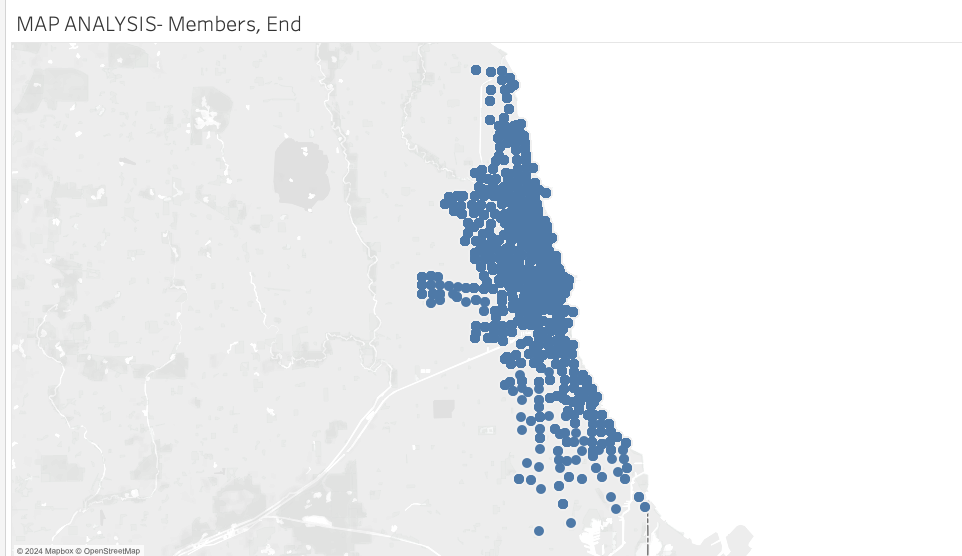 MAP ANALYSIS- Members, End
© 2024 Mapbox © OpenStreetMap